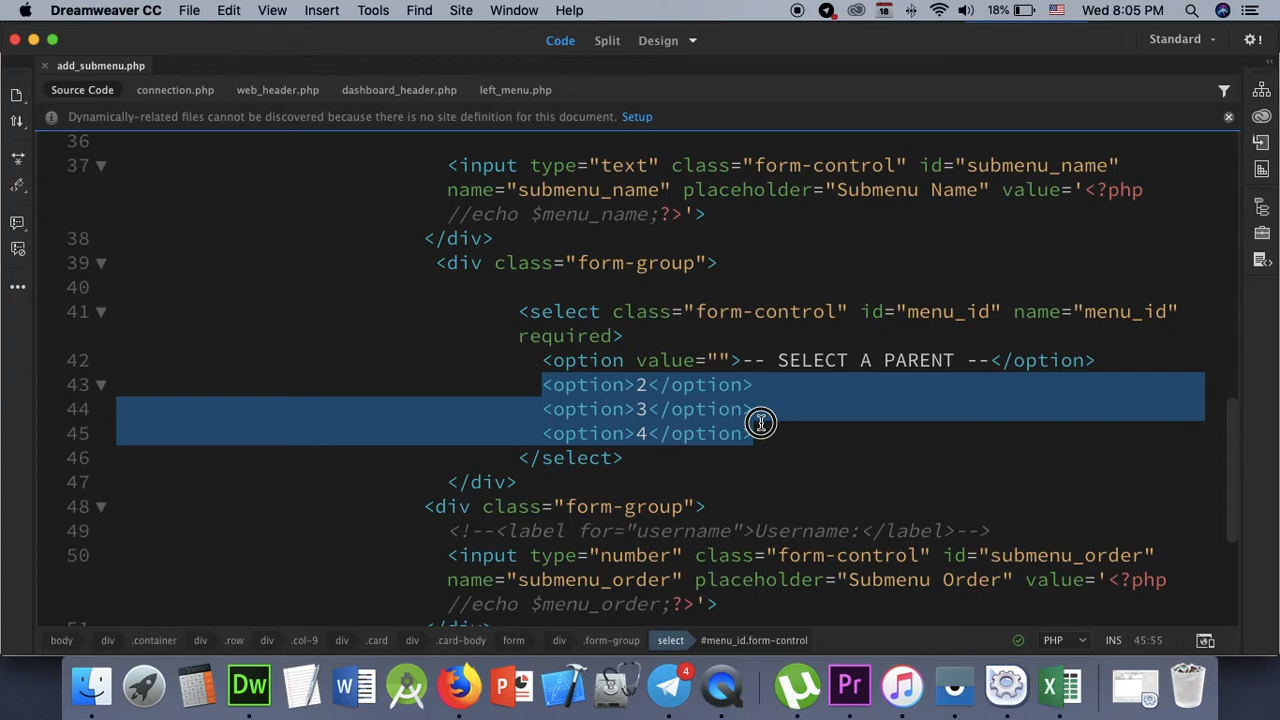 Dreamweaver CC File Edit View Insert Tools Find Site Window Help 18 18% Wed 8:05 PM
Code Split Design Standard
add_submenu.php
Source Code connection.php web_header.php dashboard_header.php left_menu.php
Dynamically-related files cannot be discovered because there is no site definition for this document. Setup
36
37 <input type="text" class="form-control" id="submenu_name"
name="submenu_name" placeholder="Submenu Name" value='<?php
//echo $menu_name;?>'>
38 </div>
39 <div class="form-group">
40
41 <select class="form-control" id="menu_id" name="menu_id"
required>
42 <option value="">-- SELECT A PARENT --</option>
43 <option>2</option>
44 <option>3</option>
45 <option>4</option>
46 </select>
47 </div>
48 <div class="form-group">
49 <!--<label for="username">Username:</label>-->
50 <input type="number" class="form-control" id="submenu_order"
name="submenu_order" placeholder="Submenu Order" value='<?php
//echo $menu_order;?>'>
51 </div>
body div .container div .row div .col-9 div .card div .card-body form div .form-group select #menu_id.form-control PHP INS 45:55
Dw W P 4 Pr X